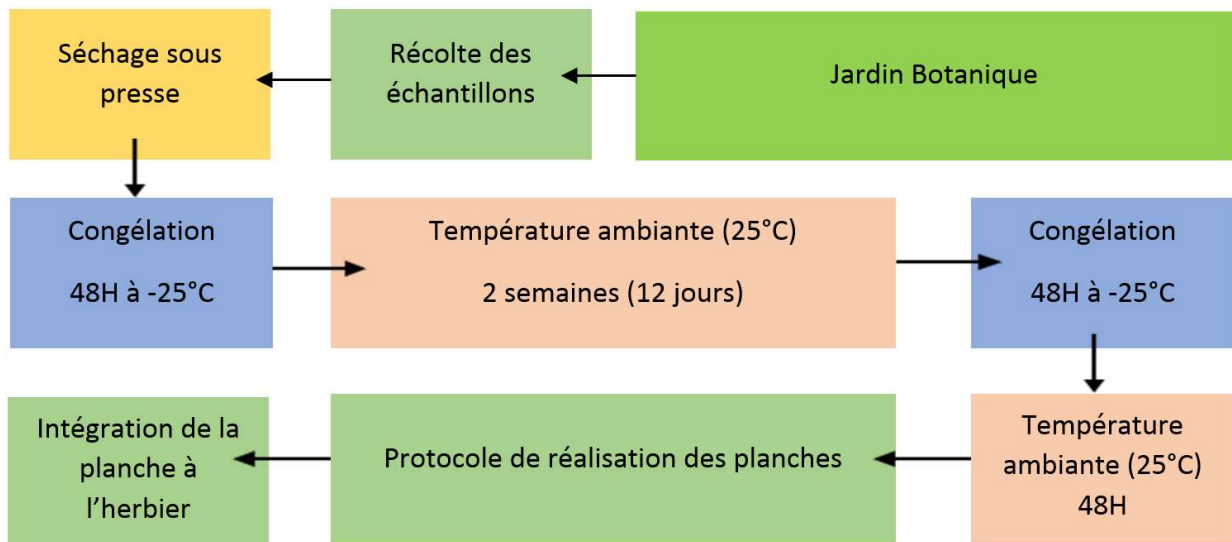 Séchage sous
presse
Récolte des
échantillons
Jardin Botanique
Congélation
48H à -25°C
Température ambiante (25°C)
2 semaines (12 jours)
Congélation
48H à -25°C
Intégration de la
planche à
l’herbier
Protocole de réalisation des planches
Température
ambiante (25°C)
48H